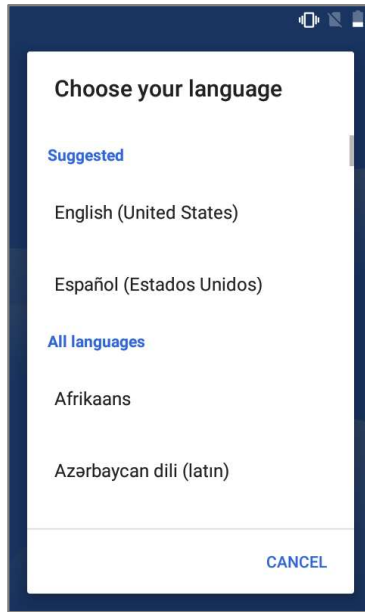 Choose your language
Suggested
English (United States)
Español (Estados Unidos)
All languages
Afrikaans
Azərbaycan dili (latın)
CANCEL